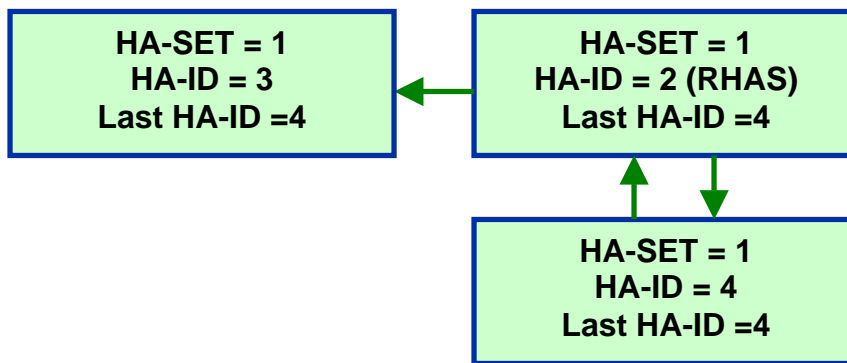 HA-SET = 1
HA-ID = 3
Last HA-ID =4
HA-SET = 1
HA-ID = 2 (RHAS)
Last HA-ID =4
HA-SET = 1
HA-ID = 4
Last HA-ID =4